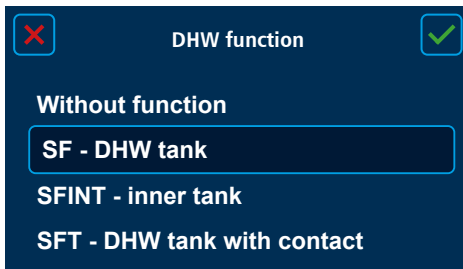 DHW function
Without function
SF - DHW tank
SFINT - inner tank
SFT - DHW tank with contact